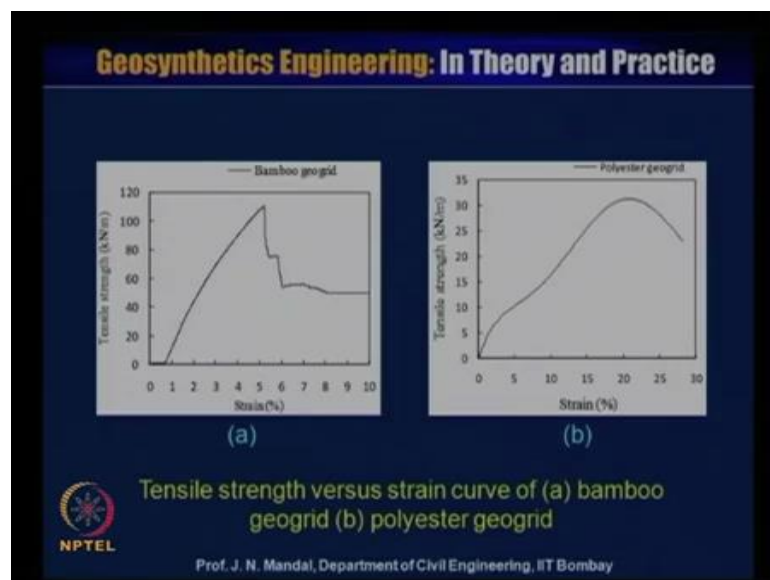 Geosynthetics Engineering: In Theory and Practice
Bamboo geogrid
Tensile strength (kN/m)
120
100
80
60
40
20
0
0 1 2 3 4 5 6 7 8 9 10
Strain(%)
(a)
Polyester geogrid
Tensile strength (kN/m)
35
30
25
20
15
10
5
0
0 5 10 15 20 25 30
Strain (%)
(b)
Tensile strength versus strain curve of (a) bamboo
geogrid (b) polyester geogrid
NPTEL
Prof. J. N. Mandal, Department of Civil Engineering, IIT Bombay